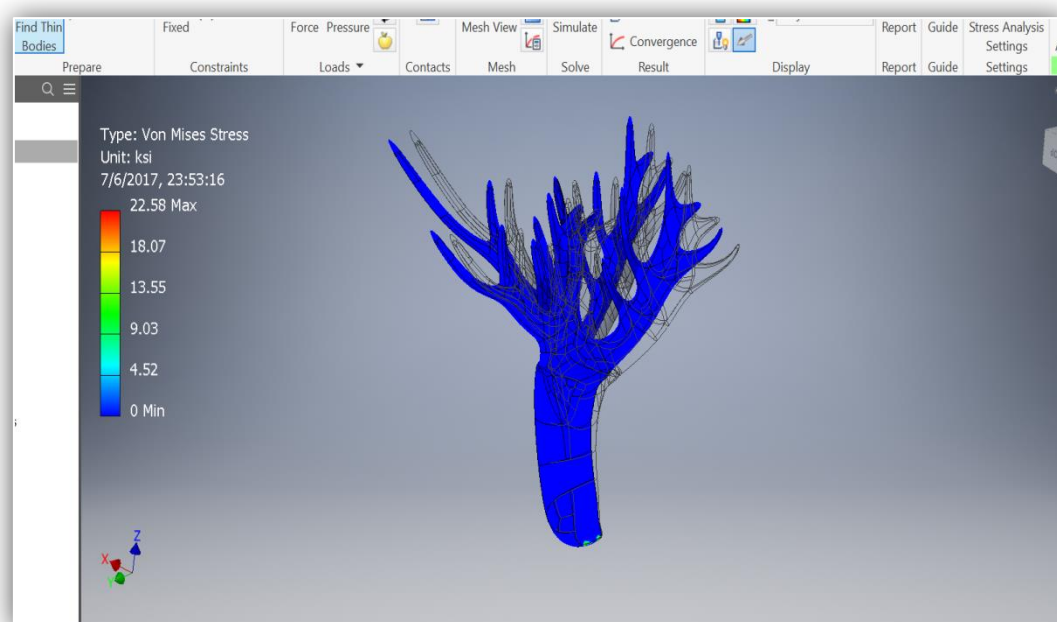 Find Thin
Bodies
Fixed
Force Pressure
Mesh View
Simulate
Convergence
Report
Guide
Stress Analysis
Settings
Prepare
Constraints
Loads
Contacts
Mesh
Solve
Result
Display
Report
Guide
Settings
Type: Von Mises Stress
Unit: ksi
7/6/2017, 23:53:16
22.58 Max
18.07
13.55
9.03
4.52
0 Min
Z
X
Y